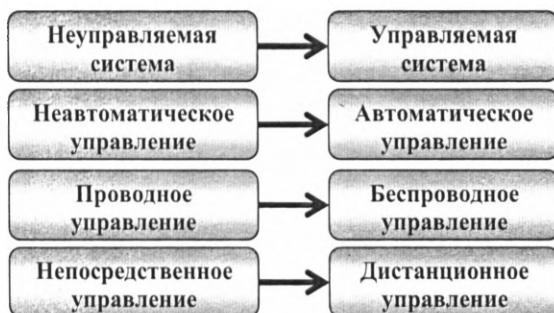 Неуправляемая
система
Управляемая
система
Неавтоматическое
управление
Автоматическое
управление
Проводное
управление
Беспроводное
управление
Непосредственное
управление
Дистанционное
управление